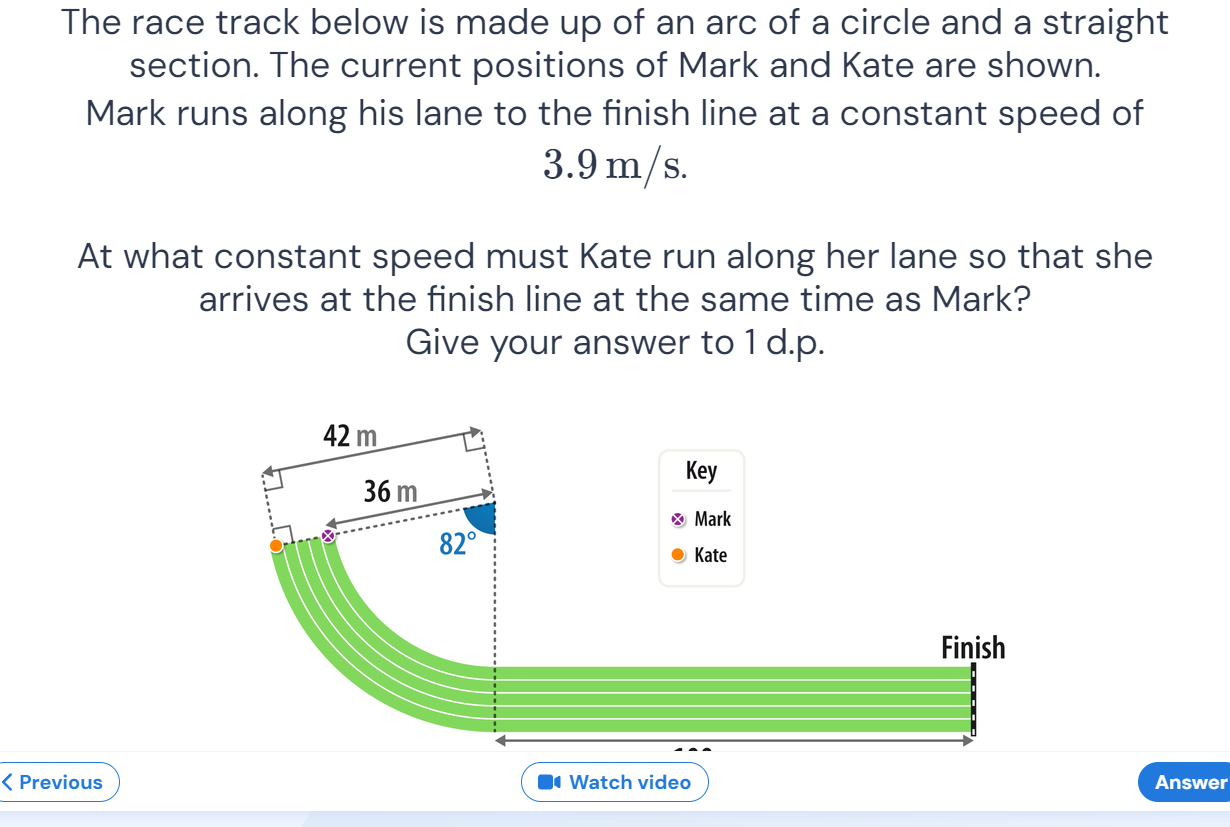 The race track below is made up of an arc of a circle and a straight
section. The current positions of Mark and Kate are shown.
Mark runs along his lane to the finish line at a constant speed of
3.9 m/s.
At what constant speed must Kate run along her lane so that she
arrives at the finish line at the same time as Mark?
Give your answer to 1 d.p.
42 m
36 m
82°
Key
Mark
Kate
Finish
Previous
Watch video
Answer